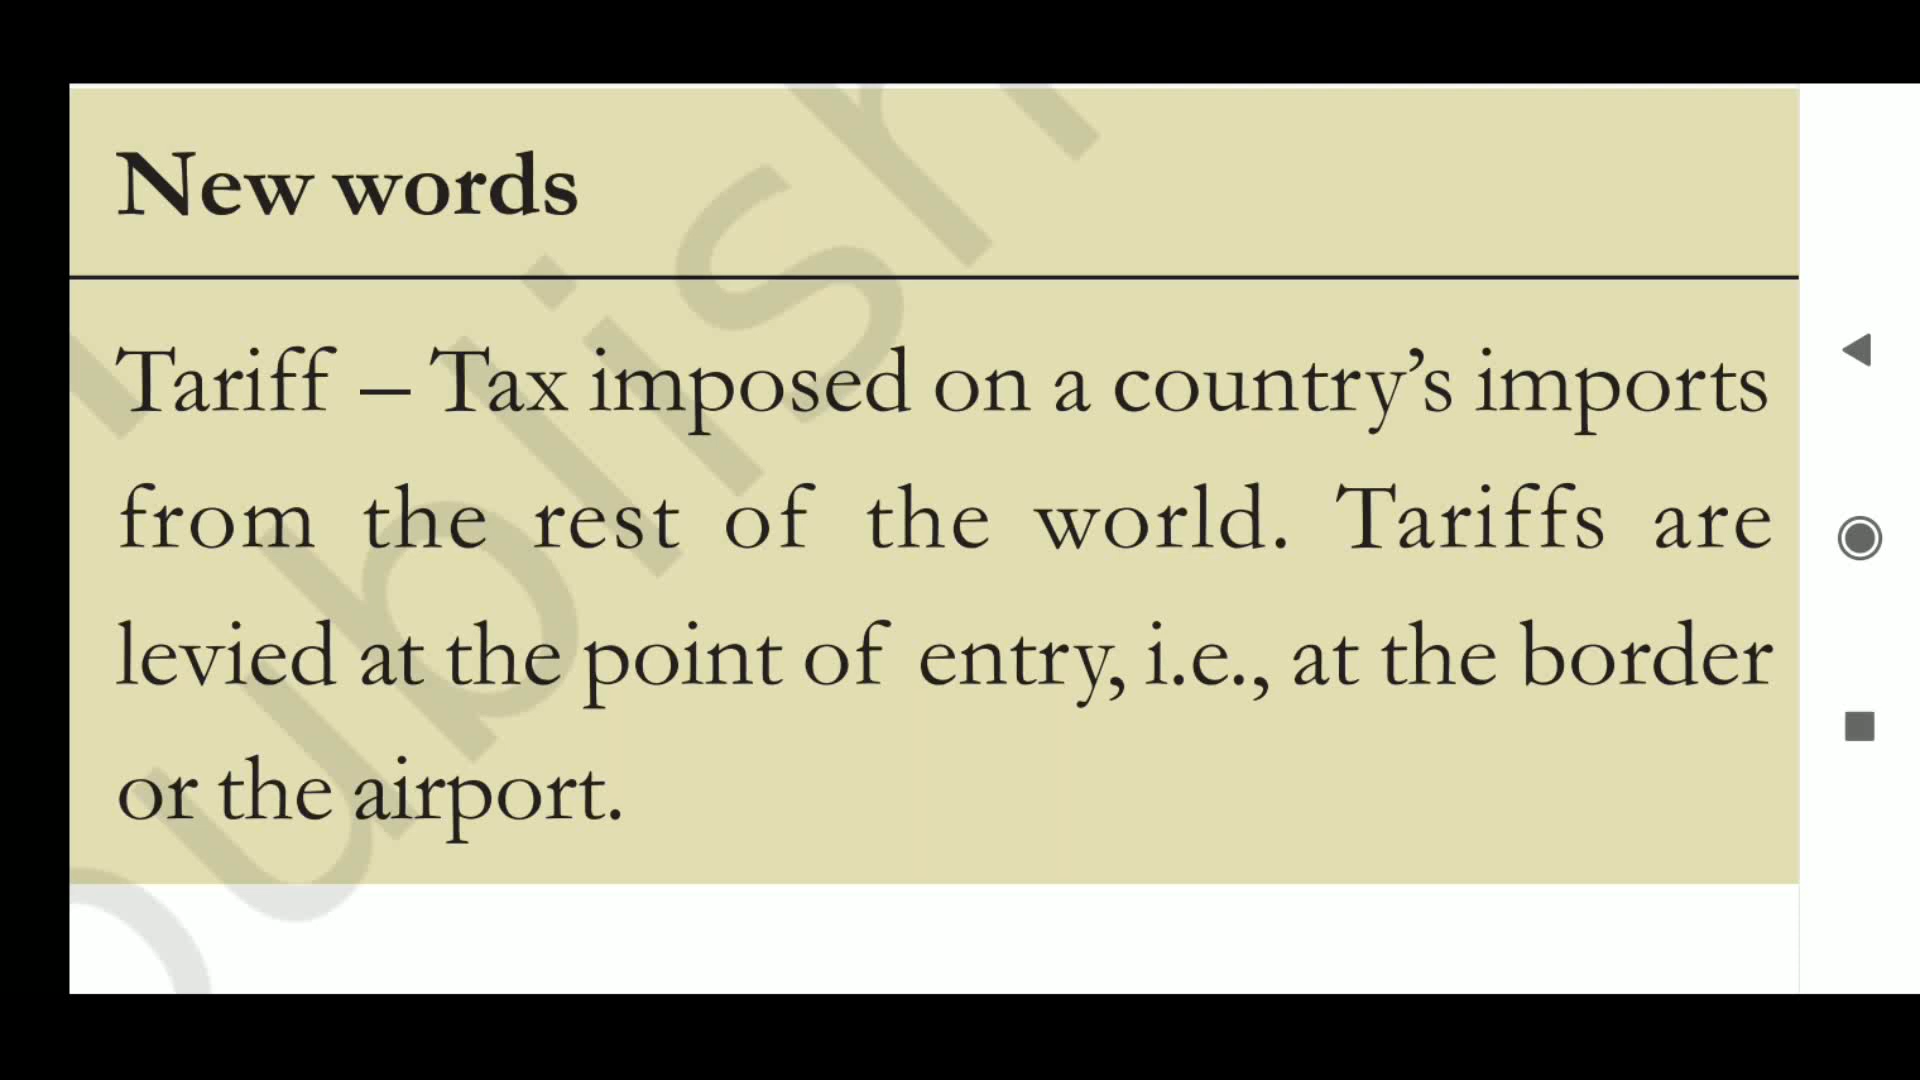 New words
Tariff – Tax imposed on a country's imports
from the rest of the world. Tariffs are
levied at the point of entry, i.e., at the border
or the airport.
publish